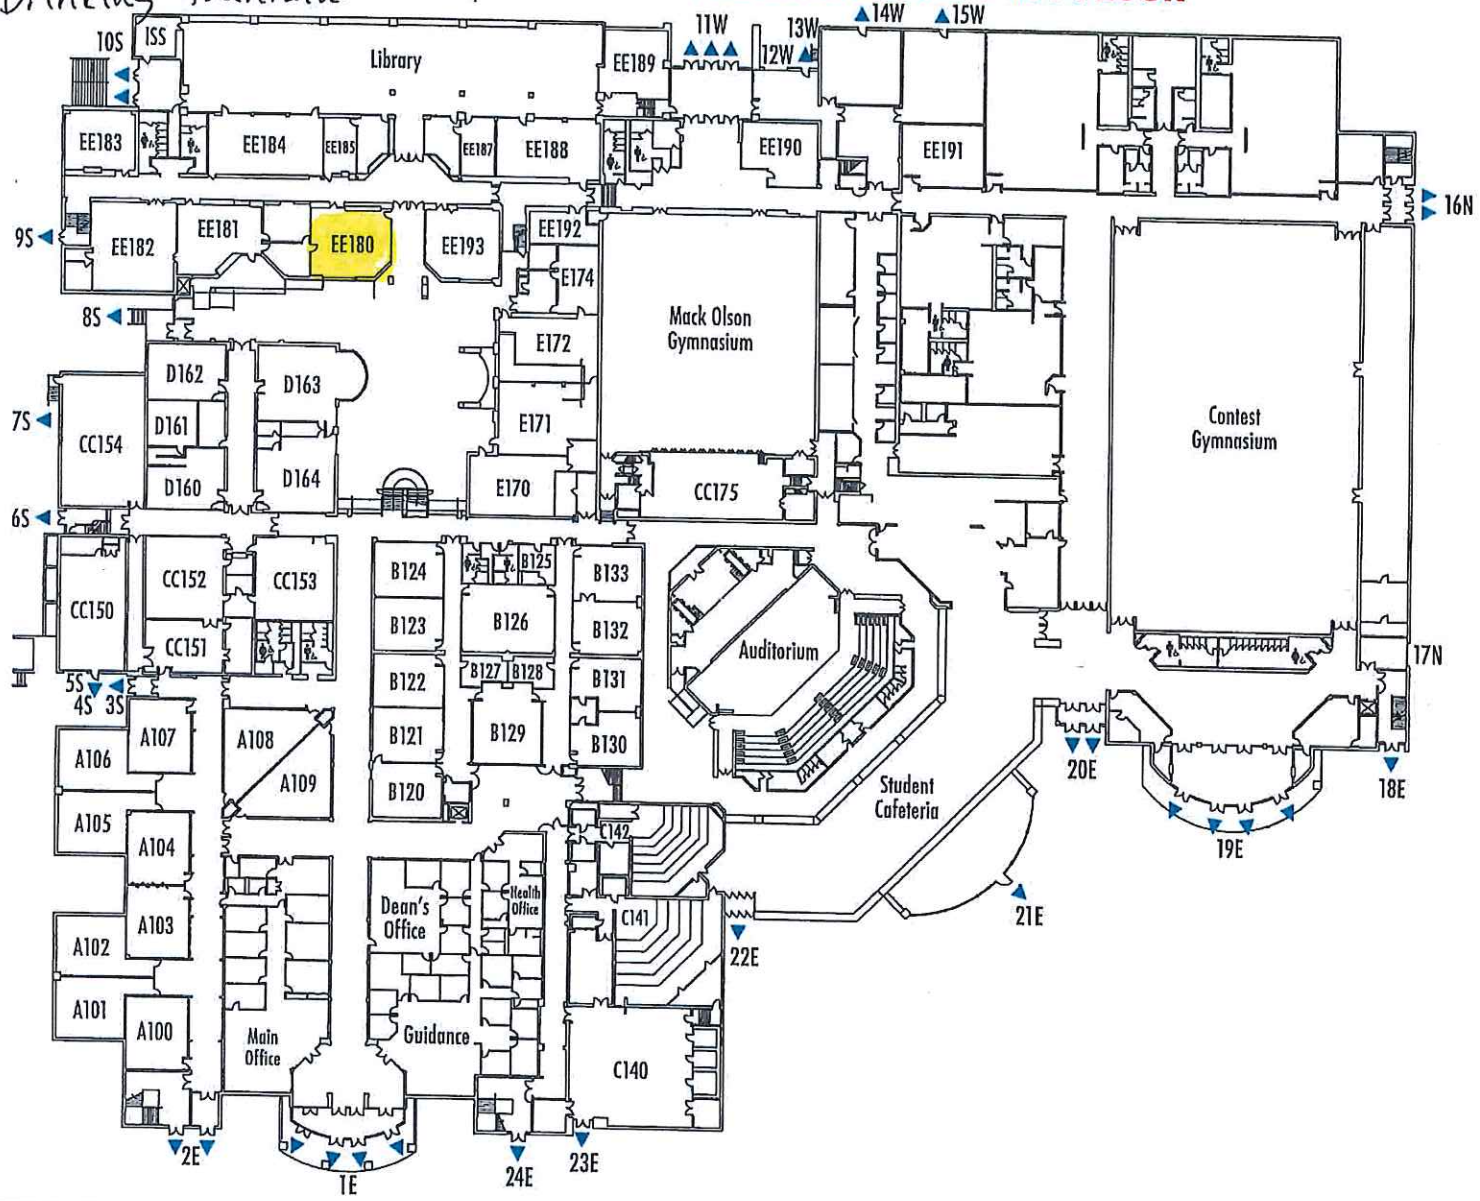 11W
13W
14W
15W
10S
ISS
Library
EE189
12W
EE183
EE184
EE185
EE187
EE188
EE190
EE191
16N
9S
EE182
EE181
EE180
EE193
EE192
E174
8S
Mack Olson
Gymnasium
E172
D162
D163
7S
CC154
D161
E171
Contest
Gymnasium
D160
D164
E170
CC175
6S
CC152
CC153
B124
B125
B133
CC150
B123
B126
B132
CC151
Auditorium
17N
5S
4S
3S
B122
B127
B128
B131
A107
A108
B121
B129
B130
A106
A109
B120
20E
18E
Student
Cafeteria
A105
A104
C142
19E
Dean's
Office
Health
Office
A103
C141
21E
A102
22E
A101
A100
Main
Office
Guidance
C140
2E
1E
24E
23E